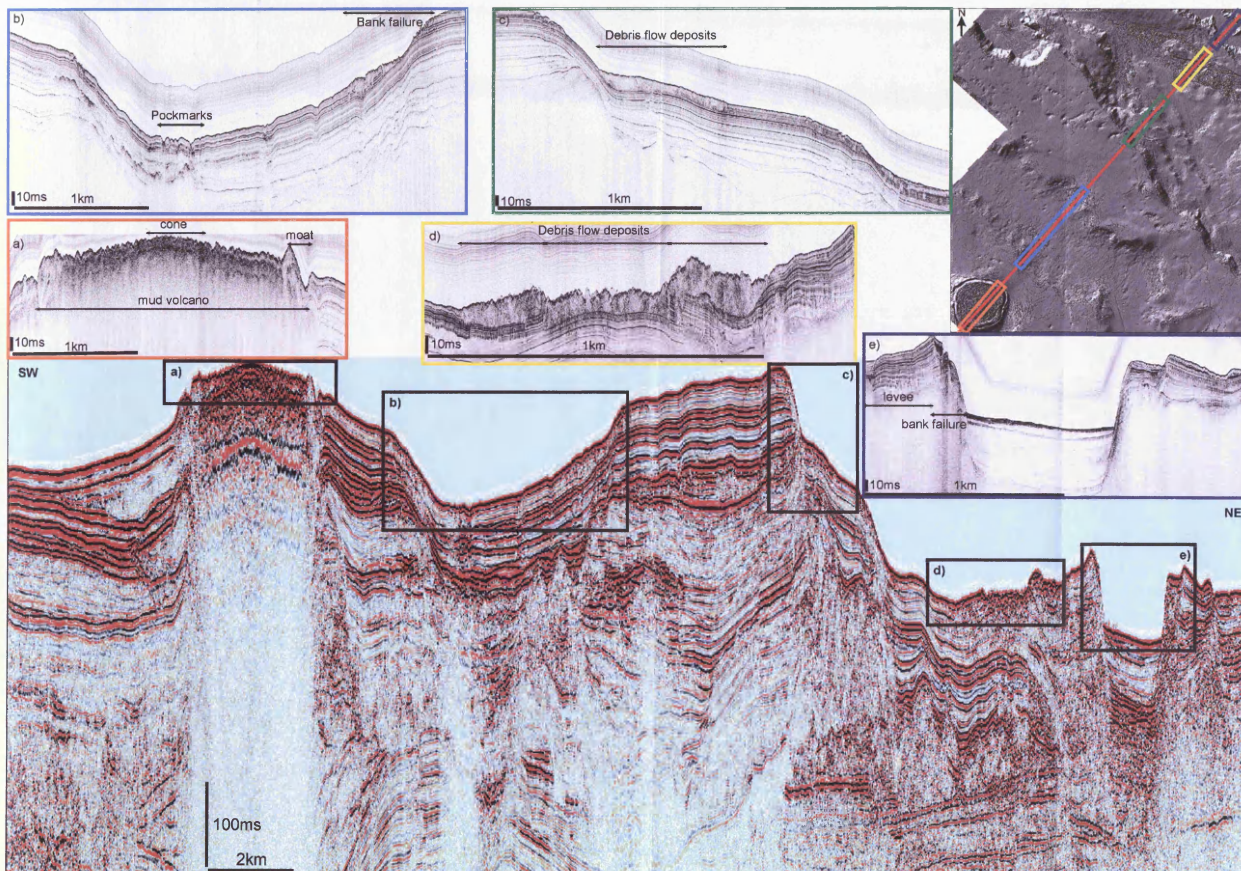 b)
Bank failure
Pockmarks
10ms
1km
c)
Debris flow deposits
10ms
1km
N
a)
cone
moat
mud volcano
10ms
1km
d)
Debris flow deposits
10ms
1km
e)
levee
bank failure
10ms
1km
SW
NE
a)
b)
c)
d)
e)
100ms
2km